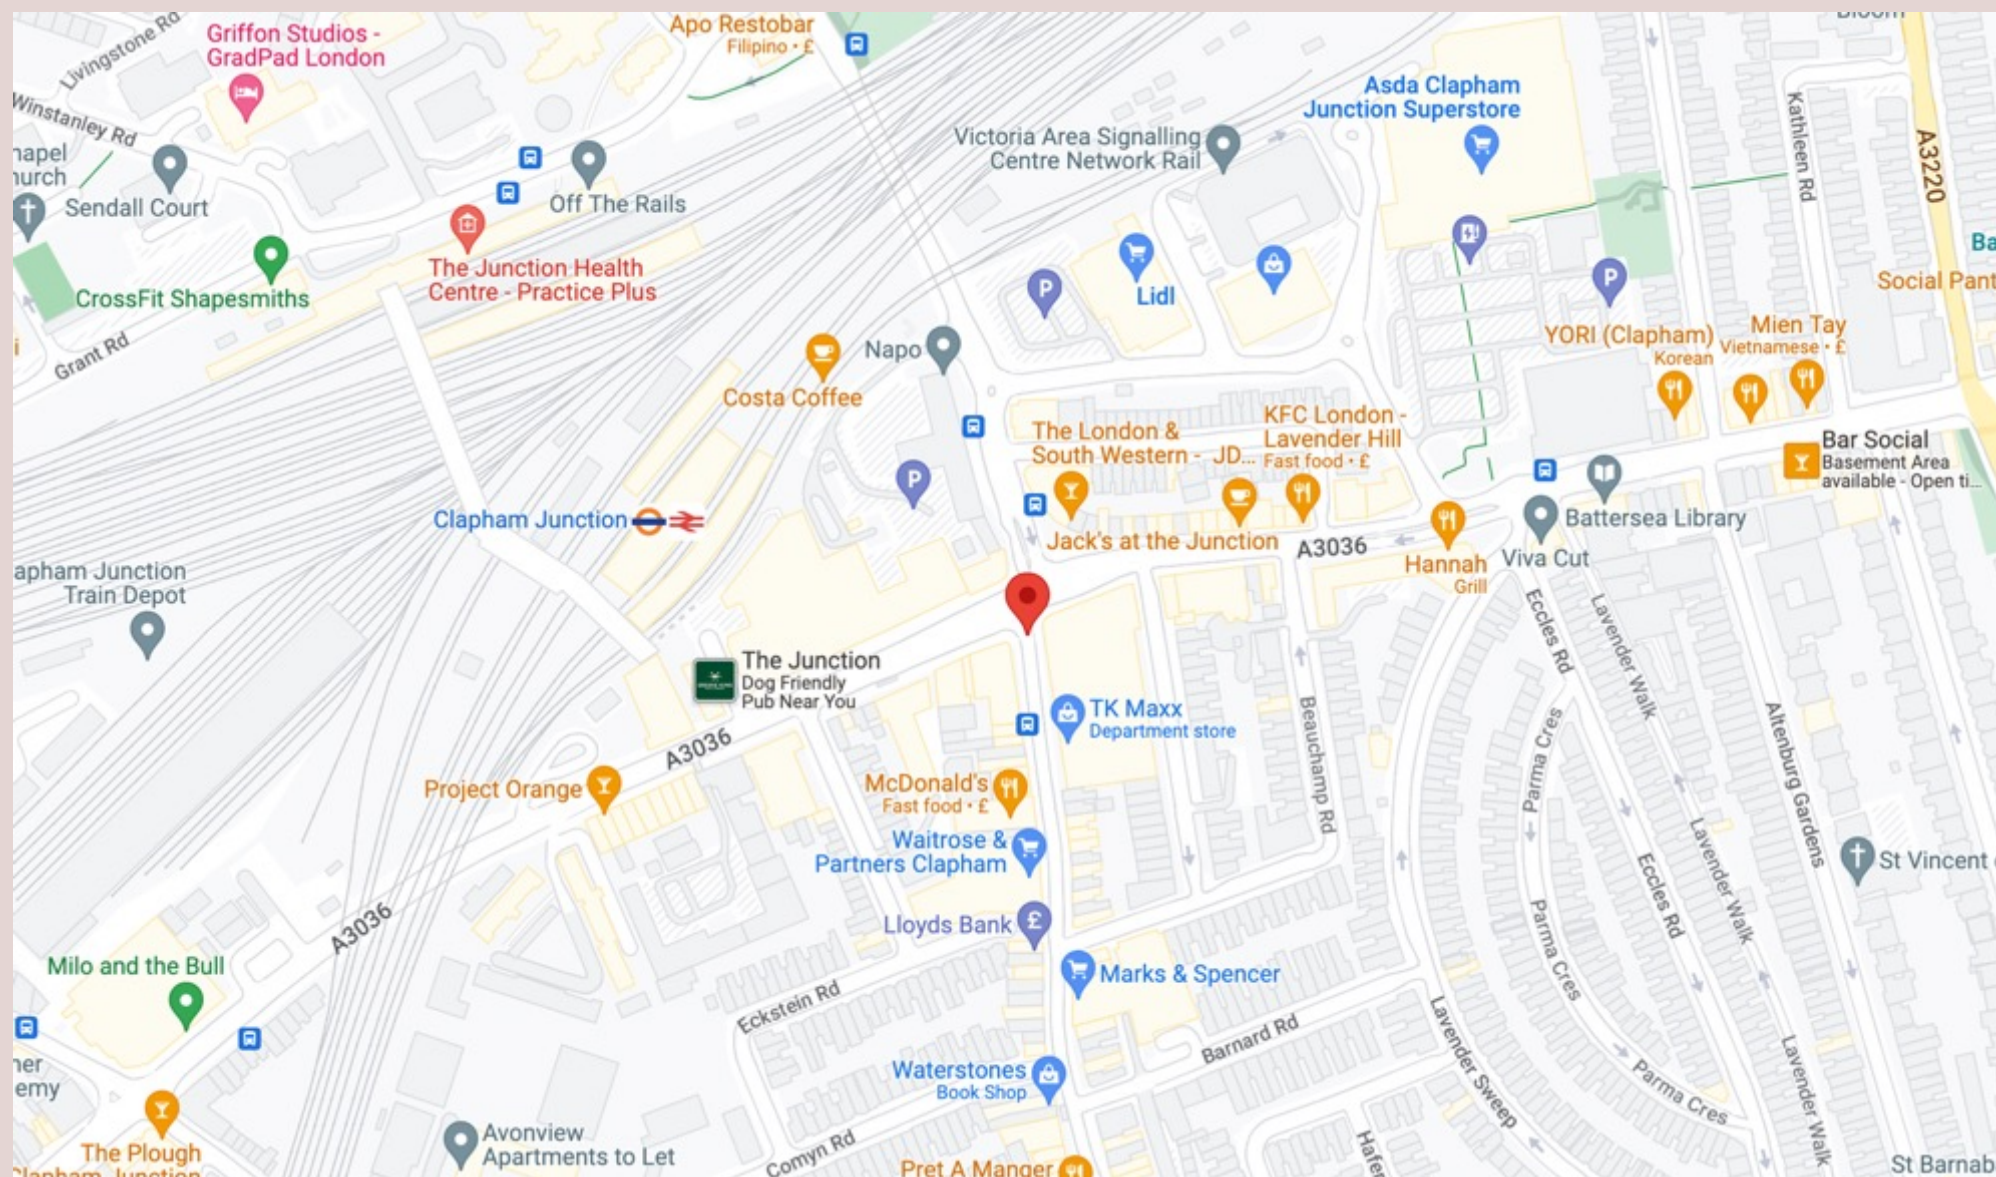 Livingstone Rd
Griffon Studios -
GradPad London
Apo Restobar
Filipino • £
Winstanley Rd
Sendall Court
Off The Rails
Victoria Area Signalling
Centre Network Rail
Asda Clapham
Junction Superstore
Kathleen Rd
A3220
The Junction Health
Centre - Practice Plus
CrossFit Shapesmiths
Grant Rd
P
Lidl
P
Social Pant
Costa Coffee
Napo
YORI (Clapham)
Korean
Mien Tay
Vietnamese • £
The London &
South Western - JD...
KFC London -
Lavender Hill
Fast food • £
P
Bar Social
Basement Area
available - Open ti...
Clapham Junction
Jack's at the Junction
A3036
Hannah
Grill
Viva Cut
Battersea Library
apham Junction
Train Depot
The Junction
Dog Friendly
Pub Near You
Eccles Rd
Lavender Walk
TK Maxx
Department store
Beauchamp Rd
Parma Cres
Altenburg Gardens
A3036
Project Orange
McDonald's
Fast food • £
Waitrose &
Partners Clapham
Lloyds Bank
£
Eccles Rd
Lavender Walk
St Vincent
A3036
Milo and the Bull
Marks & Spencer
Parma Cres
Eckstein Rd
Barnard Rd
Lavender Sweep
Lavender Walk
Parma Cres
Waterstones
Book Shop
ner
emy
The Plough
Clapham Junction
Avonview
Apartments to Let
Comyn Rd
Pret A Manger
Hafer
St Barnab